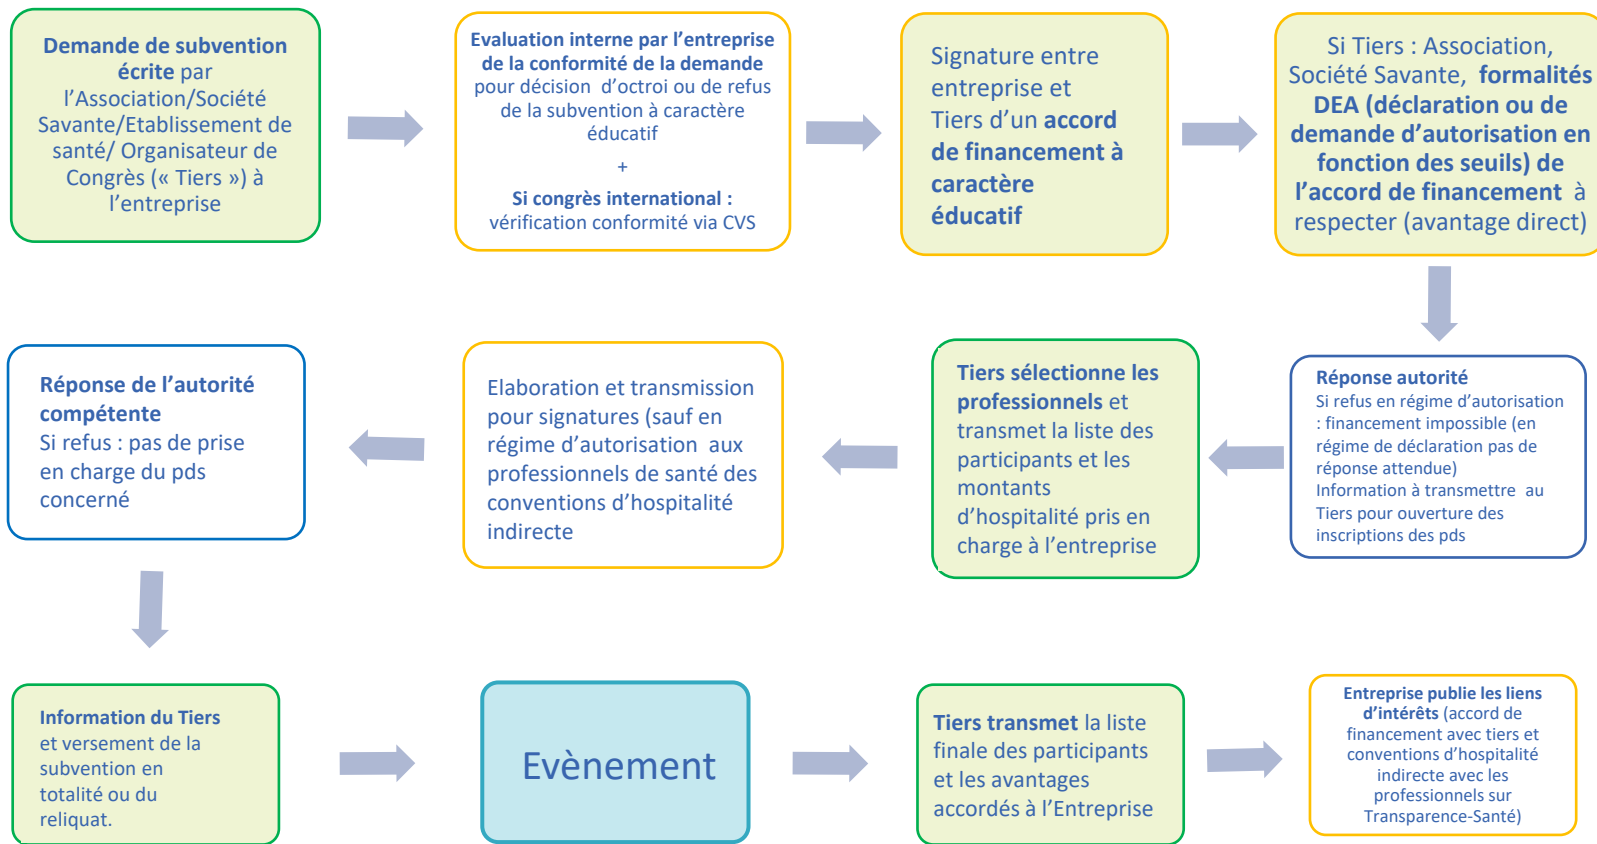 Demande de subvention
écrite par
l'Association/Société
Savante/Etablissement de
santé/ Organisateur de
Congrès (« Tiers ») à
l'entreprise
Evaluation interne par l'entreprise
de la conformité de la demande
pour décision d'octroi ou de refus
de la subvention à caractère
éducatif
+
Si congrès international :
vérification conformité via CVS
Signature entre
entreprise et
Tiers d'un accord
de financement à
caractère
éducatif
Si Tiers : Association,
Société Savante, formalités
DEA (déclaration ou de
demande d'autorisation en
fonction des seuils) de
l'accord de financement à
respecter (avantage direct)
Réponse autorité
Si refus en régime d'autorisation
: financement impossible (en
régime de déclaration pas de
réponse attendue)
Information à transmettre au
Tiers pour ouverture des
inscriptions des pds
Tiers sélectionne les
professionnels et
transmet la liste des
participants et les
montants
d'hospitalité pris en
charge à l'entreprise
Elaboration et transmission
pour signatures (sauf en
régime d'autorisation aux
professionnels de santé des
conventions d'hospitalité
indirecte
Réponse de l'autorité
compétente
Si refus : pas de prise
en charge du pds
concerné
Information du Tiers
et versement de la
subvention en
totalité ou du
reliquat.
Evènement
Tiers transmet la liste
finale des participants
et les avantages
accordés à l'Entreprise
Entreprise publie les liens
d'intérêts (accord de
financement avec tiers et
conventions d'hospitalité
indirecte avec les
professionnels sur
Transparence-Santé)